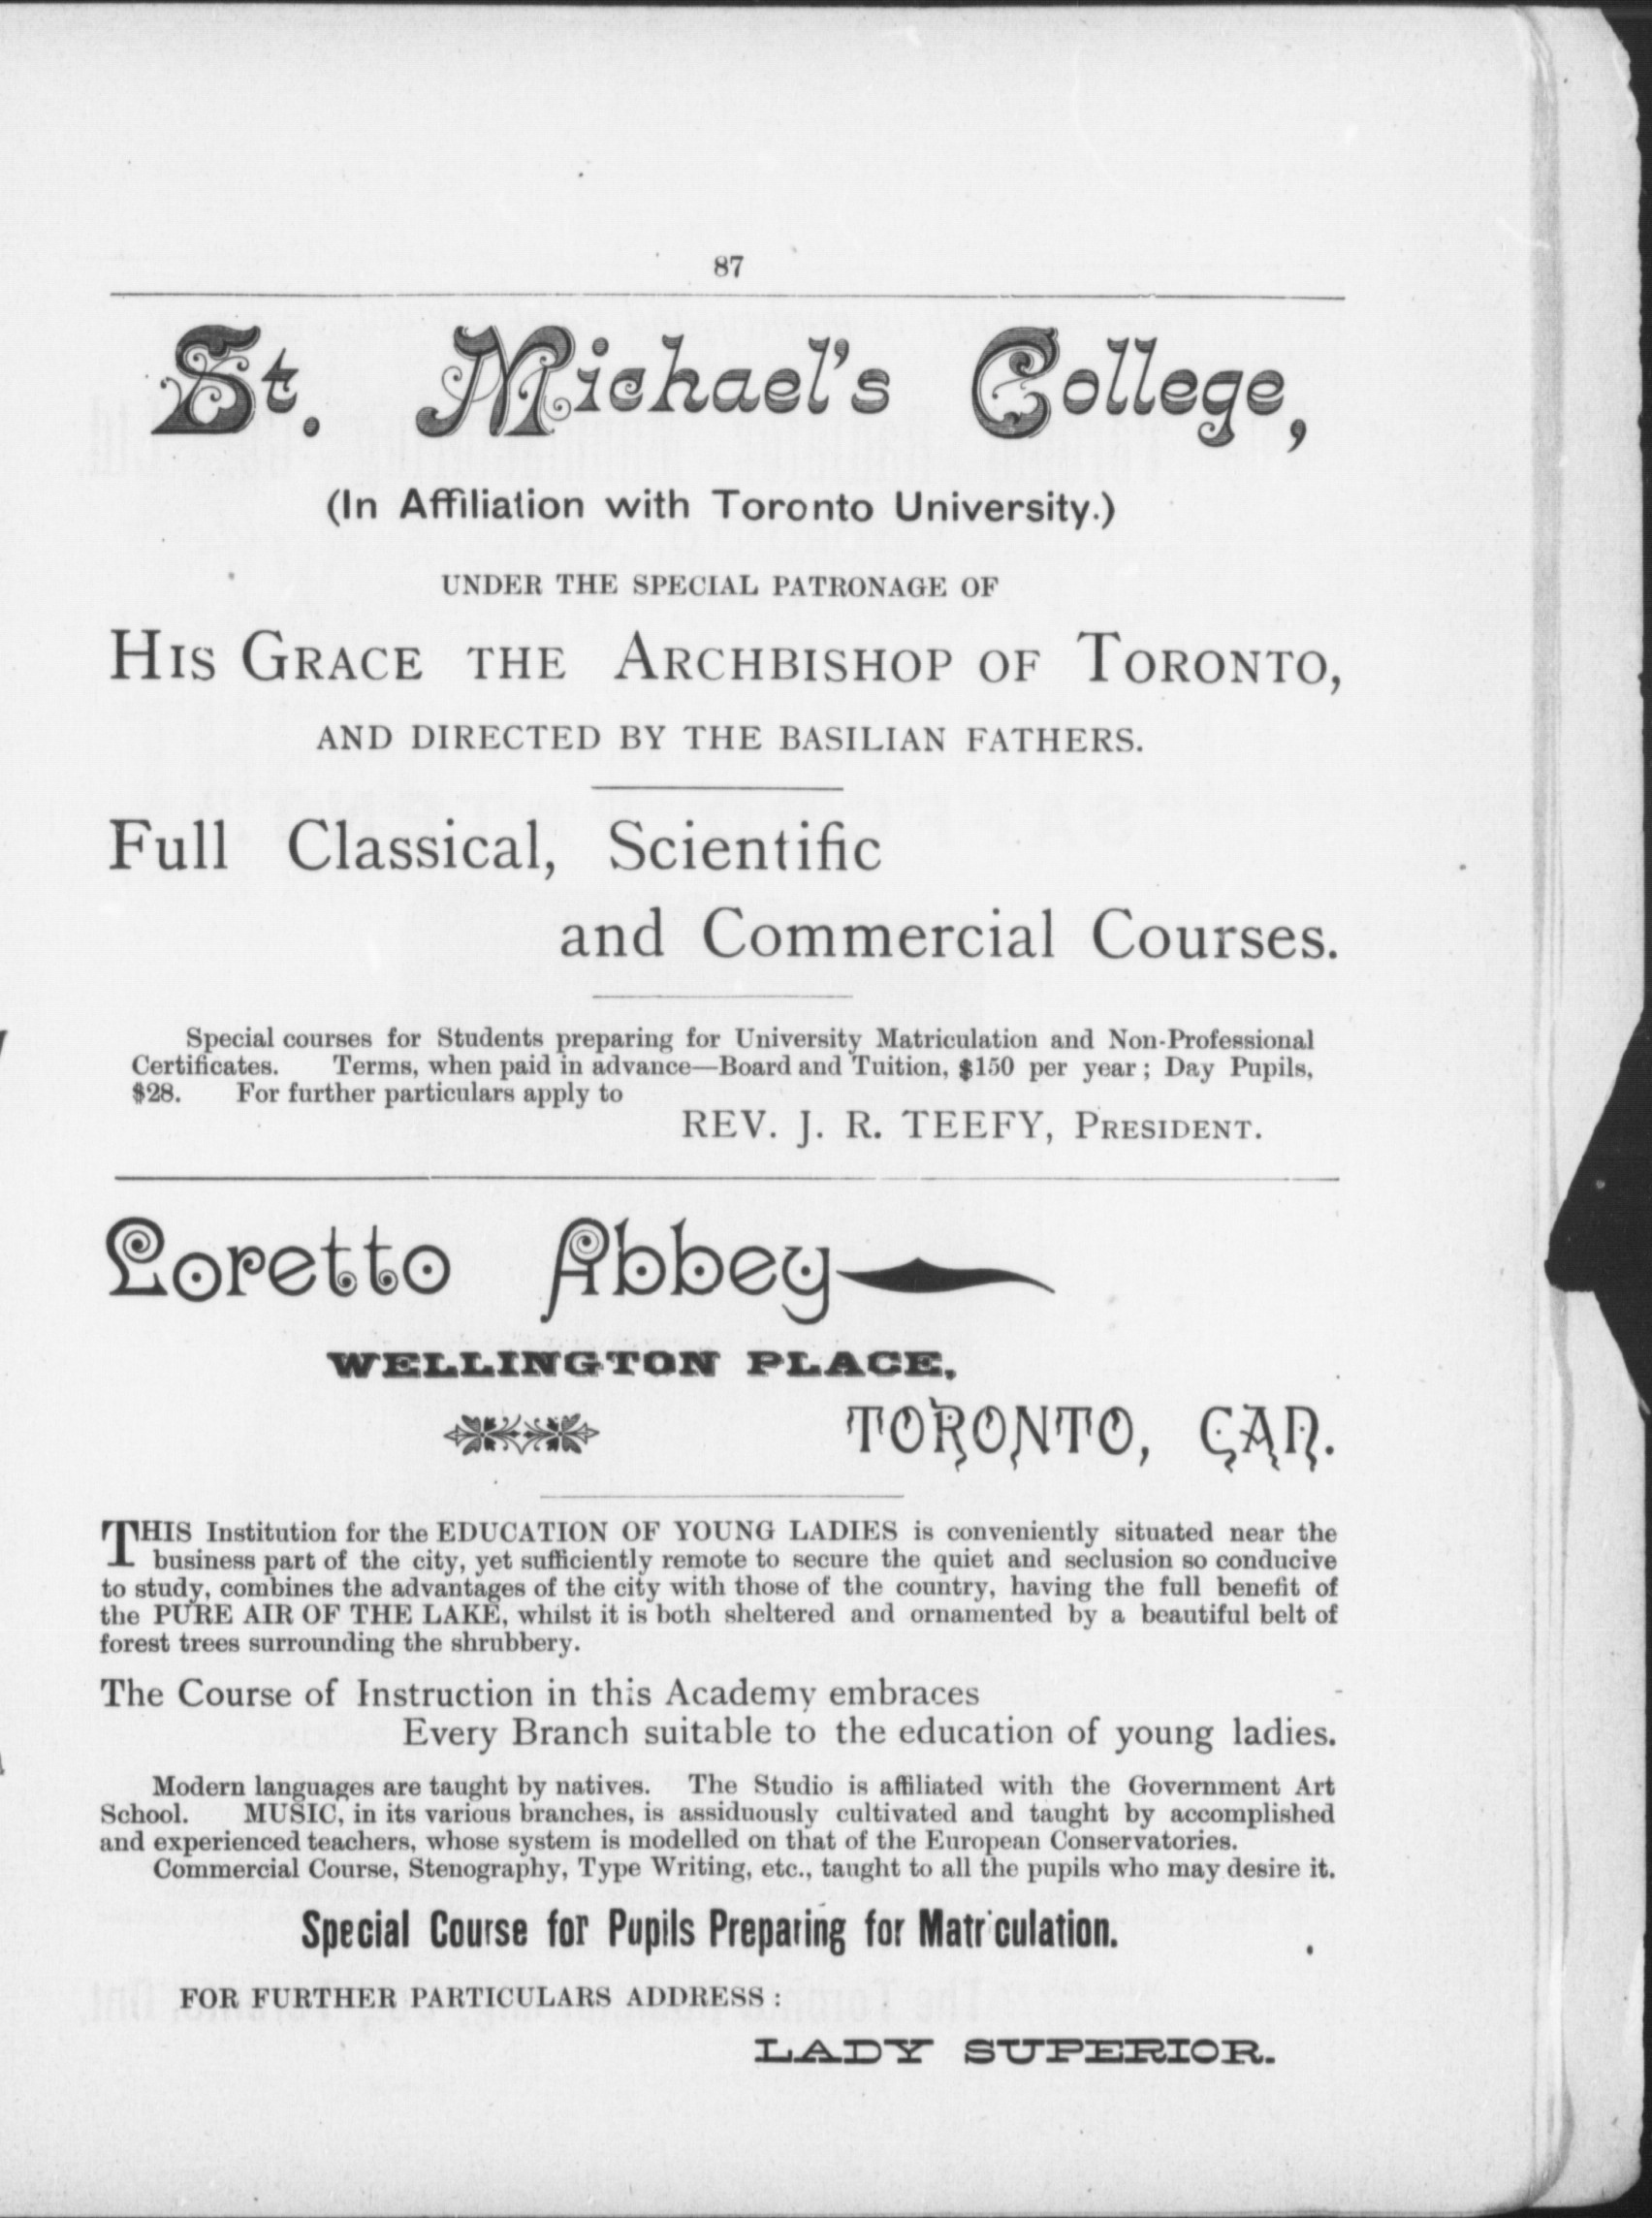 87
St. Michael's College,
(In Affiliation with Toronto University.)
UNDER THE SPECIAL PATRONAGE OF
HIS GRACE THE ARCHBISHOP OF TORONTO,
AND DIRECTED BY THE BASILIAN FATHERS.
Full Classical, Scientific
and Commercial Courses.
Special courses for Students preparing for University Matriculation and Non-Professional
Certificates. Terms, when paid in advance—Board and Tuition, $150 per year; Day Pupils,
$28. For further particulars apply to
REV. J. R. TEEFY, PRESIDENT.
Loretto Abbey
WELLINGTON PLACE,
TORONTO, CAN.
THIS Institution for the EDUCATION OF YOUNG LADIES is conveniently situated near the
business part of the city, yet sufficiently remote to secure the quiet and seclusion so conducive
to study, combines the advantages of the city with those of the country, having the full benefit of
the PURE AIR OF THE LAKE, whilst it is both sheltered and ornamented by a beautiful belt of
forest trees surrounding the shrubbery.
The Course of Instruction in this Academy embraces
Every Branch suitable to the education of young ladies.
Modern languages are taught by natives. The Studio is affiliated with the Government Art
School. MUSIC, in its various branches, is assiduously cultivated and taught by accomplished
and experienced teachers, whose system is modelled on that of the European Conservatories.
Commercial Course, Stenography, Type Writing, etc., taught to all the pupils who may desire it.
Special Course for Pupils Preparing for Matriculation.
FOR FURTHER PARTICULARS ADDRESS:
LADY SUPERIOR.